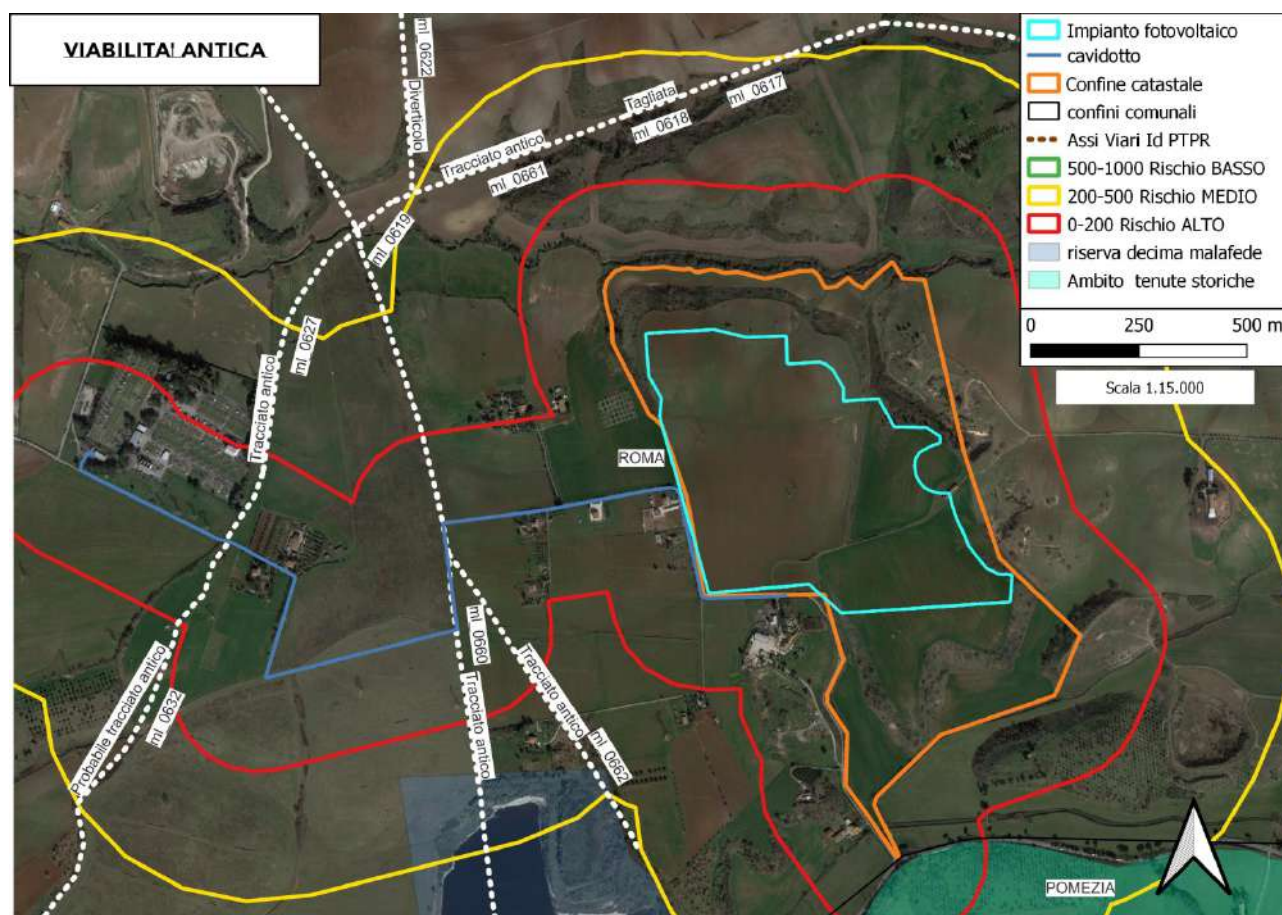 VIABILITA' ANTICA
Impianto fotovoltaico
cavidotto
Confine catastale
confini comunali
Assi Viari Id PTPR
500-1000 Rischio BASSO
200-500 Rischio MEDIO
0-200 Rischio ALTO
riserva decima malafede
Ambito tenute storiche
0 250 500 m
Scala 1.15.000
ml_0622
Diverticolo
Tagliata
ml_0617
ml_0618
Tracciato antico
ml_0661
ml_0619
ml_0627
Tracciato antico
ROMA
ml_0660
Tracciato antico
Tracciato antico
ml_0662
Probabile tracciato antico
ml_0632
POMEZIA